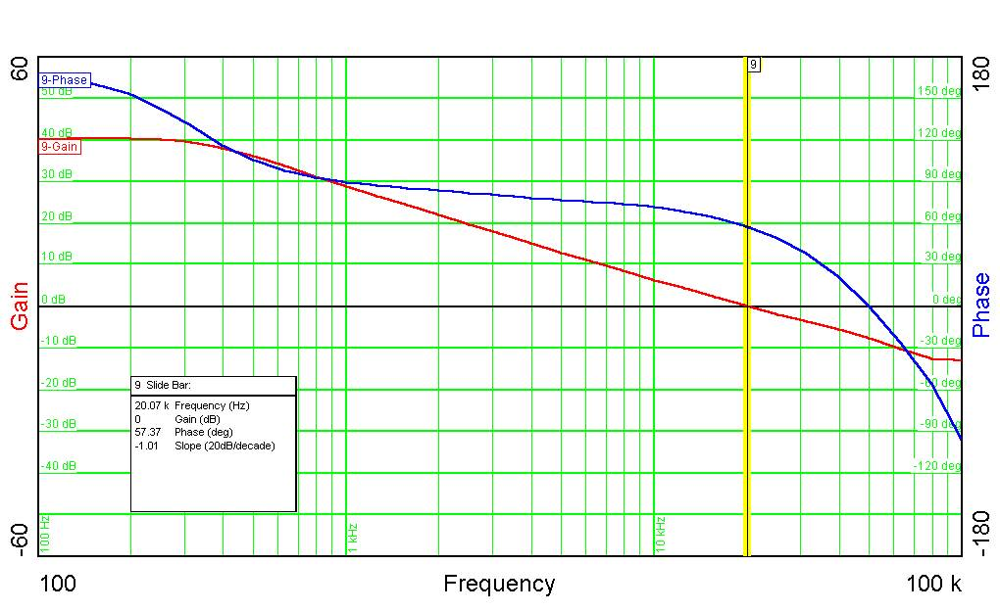 60
180
9
9-Phase
50 dB
150 deg
40 dB
120 deg
9-Gain
30 dB
90 deg
20 dB
60 deg
10 dB
30 deg
0 dB
0 deg
Gain
Phase
-10 dB
-30 deg
-20 dB
-60 deg
-30 dB
-90 deg
-40 dB
-120 deg
9 Slide Bar:
20.07 k Frequency (Hz)
0 Gain (dB)
57.37 Phase (deg)
-1.01 Slope (20dB/decade)
100 Hz
1 kHz
10 kHz
-60
-180
100
Frequency
100 k